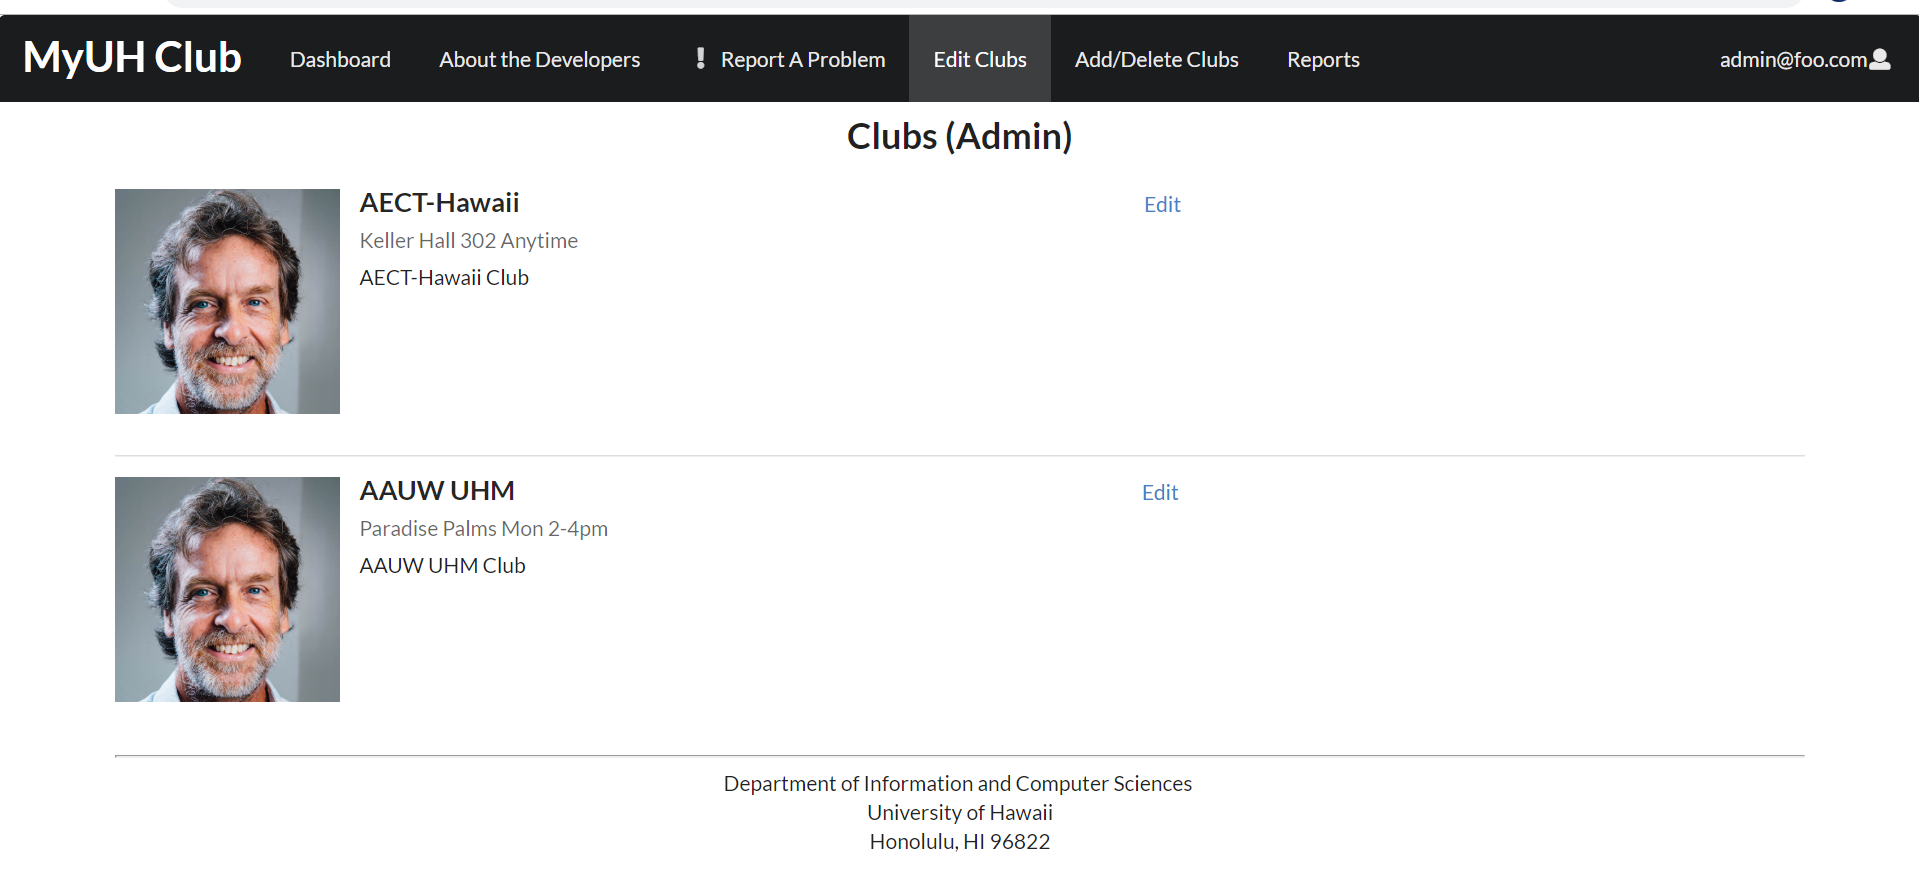 MyUH Club Dashboard About the Developers Report A Problem Edit Clubs Add/Delete Clubs Reports admin@foo.com
Clubs (Admin)
AECT-Hawaii Edit
Keller Hall 302 Anytime
AECT-Hawaii Club
AAUW UHM Edit
Paradise Palms Mon 2-4pm
AAUW UHM Club
Department of Information and Computer Sciences
University of Hawaii
Honolulu, HI 96822